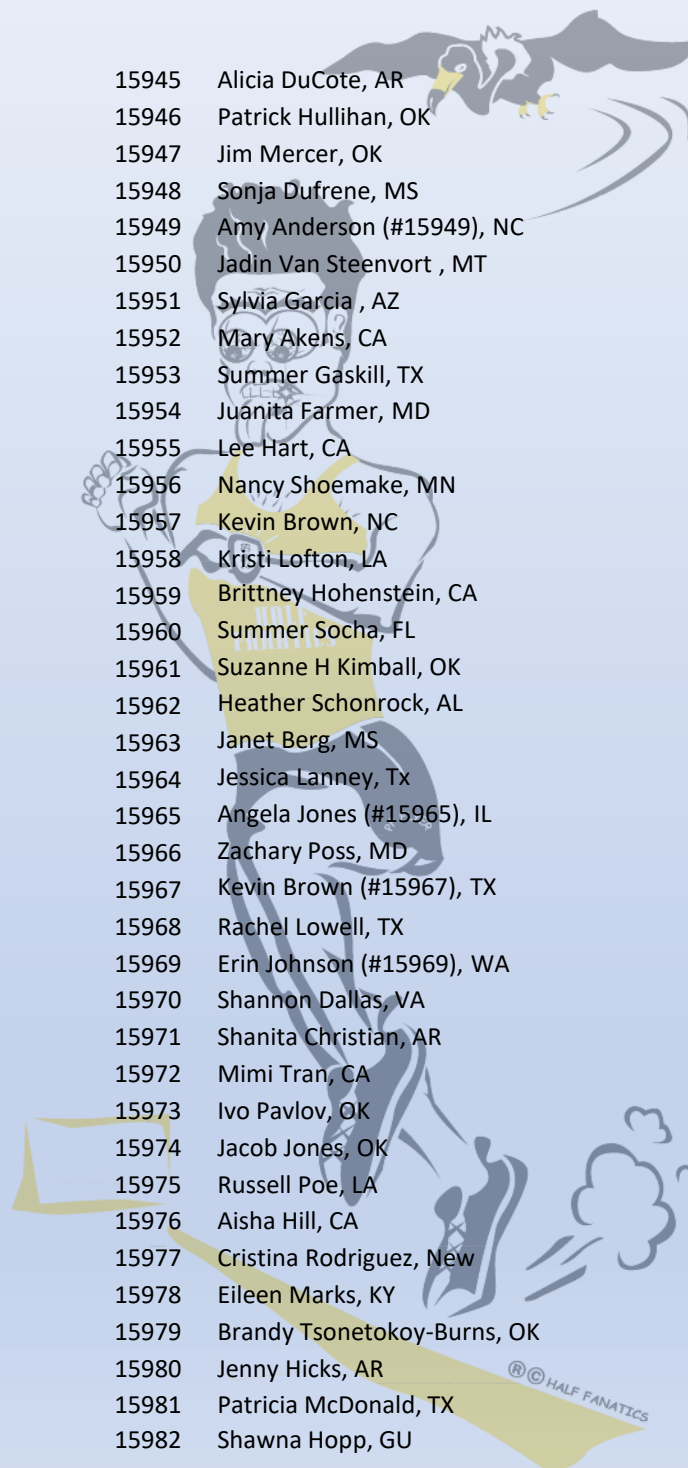 15945 Alicia DuCote, AR
15946 Patrick Hullihan, OK
15947 Jim Mercer, OK
15948 Sonja Dufrene, MS
15949 Amy Anderson (#15949), NC
15950 Jadin Van Steenvort , MT
15951 Sylvia Garcia , AZ
15952 Mary Akens, CA
15953 Summer Gaskill, TX
15954 Juanita Farmer, MD
15955 Lee Hart, CA
15956 Nancy Shoemake, MN
15957 Kevin Brown, NC
15958 Kristi Lofton, LA
15959 Brittney Hohenstein, CA
HALF
15960 Summer Socha, FL
FANATICS
15961 Suzanne H Kimball, OK
15962 Heather Schonrock, AL
15963 Janet Berg, MS
15964 Jessica Lanney, Tx
15965 Angela Jones (#15965), IL
15966 Zachary Poss, MD
15967 Kevin Brown (#15967), TX
15968 Rachel Lowell, TX
15969 Erin Johnson (#15969), WA
15970 Shannon Dallas, VA
15971 Shanita Christian, AR
15972 Mimi Tran, CA
15973 Ivo Pavlov, OK
15974 Jacob Jones, OK
15975 Russell Poe, LA
15976 Aisha Hill, CA
15977 Cristina Rodriguez, New
15978 Eileen Marks, KY
15979 Brandy Tsonetokoy-Burns, OK
15980 Jenny Hicks, AR
®© HALF FANATICS
15981 Patricia McDonald, TX
15982 Shawna Hopp, GU